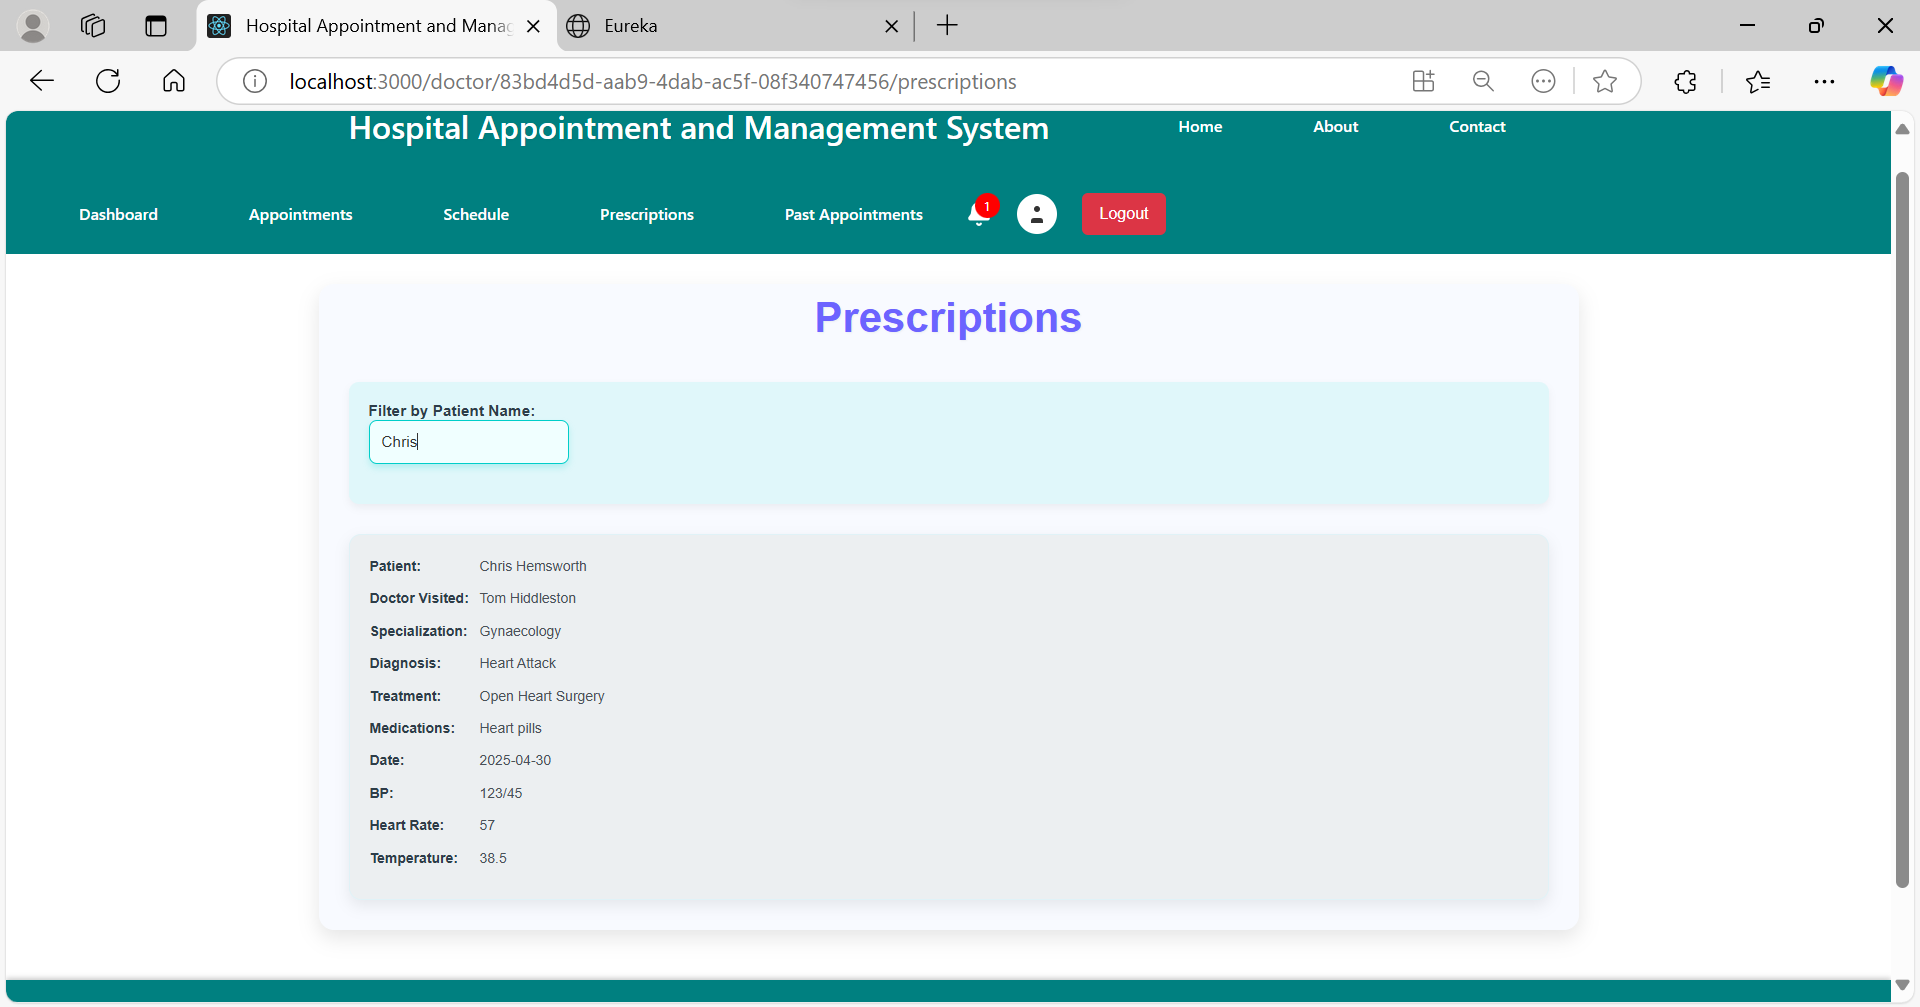 Hospital Appointment and Manag
Eureka
localhost:3000/doctor/83bd4d5d-aab9-4dab-ac5f-08f340747456/prescriptions
Hospital Appointment and Management System
Home
About
Contact
Dashboard
Appointments
Schedule
Prescriptions
Past Appointments
1
Logout
Prescriptions
Filter by Patient Name:
Chris
Patient: Chris Hemsworth
Doctor Visited: Tom Hiddleston
Specialization: Gynaecology
Diagnosis: Heart Attack
Treatment: Open Heart Surgery
Medications: Heart pills
Date: 2025-04-30
BP: 123/45
Heart Rate: 57
Temperature: 38.5